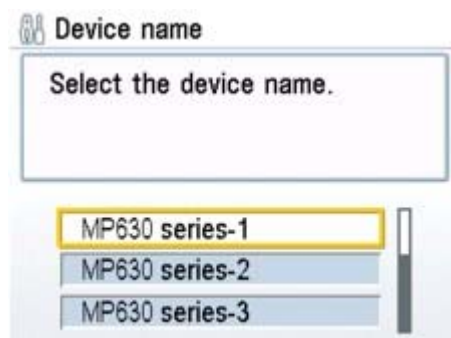 Device name
Select the device name.
MP630 series-1
MP630 series-2
MP630 series-3